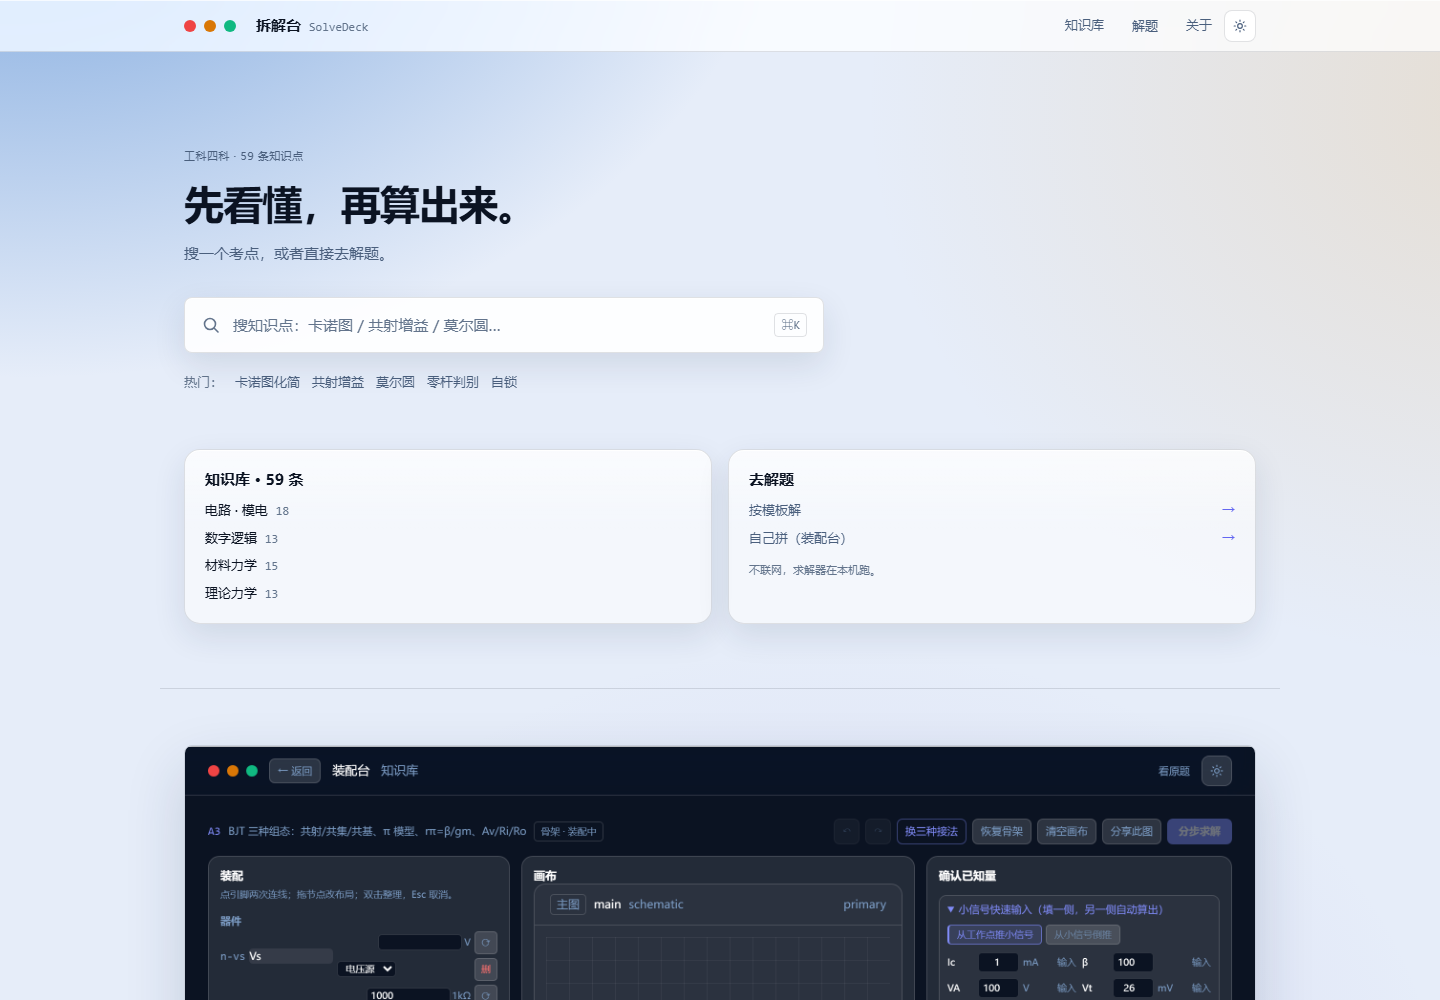 拆解台 SolveDeck 知识库 解题 关于
工科四科 · 59 条知识点
先看懂，再算出来。
搜一个考点，或者直接去解题。
搜知识点：卡诺图 / 共射增益 / 莫尔圆... ⌘K
热门： 卡诺图化简 共射增益 莫尔圆 零杆判别 自锁
知识库 • 59 条
电路 · 模电 18
数字逻辑 13
材料力学 15
理论力学 13
去解题
按模板解 →
自己拼（装配台） →
不联网，求解器在本机跑。
← 返回 装配台 知识库 看原题
A3 BJT 三种组态：共射/共集/共基、π 模型、rπ=β/gm、Av/Ri/Ro 骨架 · 装配中 换三种接法 恢复骨架 清空画布 分享此图 分步求解
装配
点引脚两次连线；拖节点改布局；双击整理，Esc 取消。
器件
V
n-vs Vs
电压源 删
1000 1kΩ
画布
主图 main schematic primary
确认已知量
▼ 小信号快速输入（填一侧，另一侧自动算出）
从工作点推小信号 从小信号侧推
Ic 1 mA 输入 β 100 输入
VA 100 V 输入 Vt 26 mV 输入